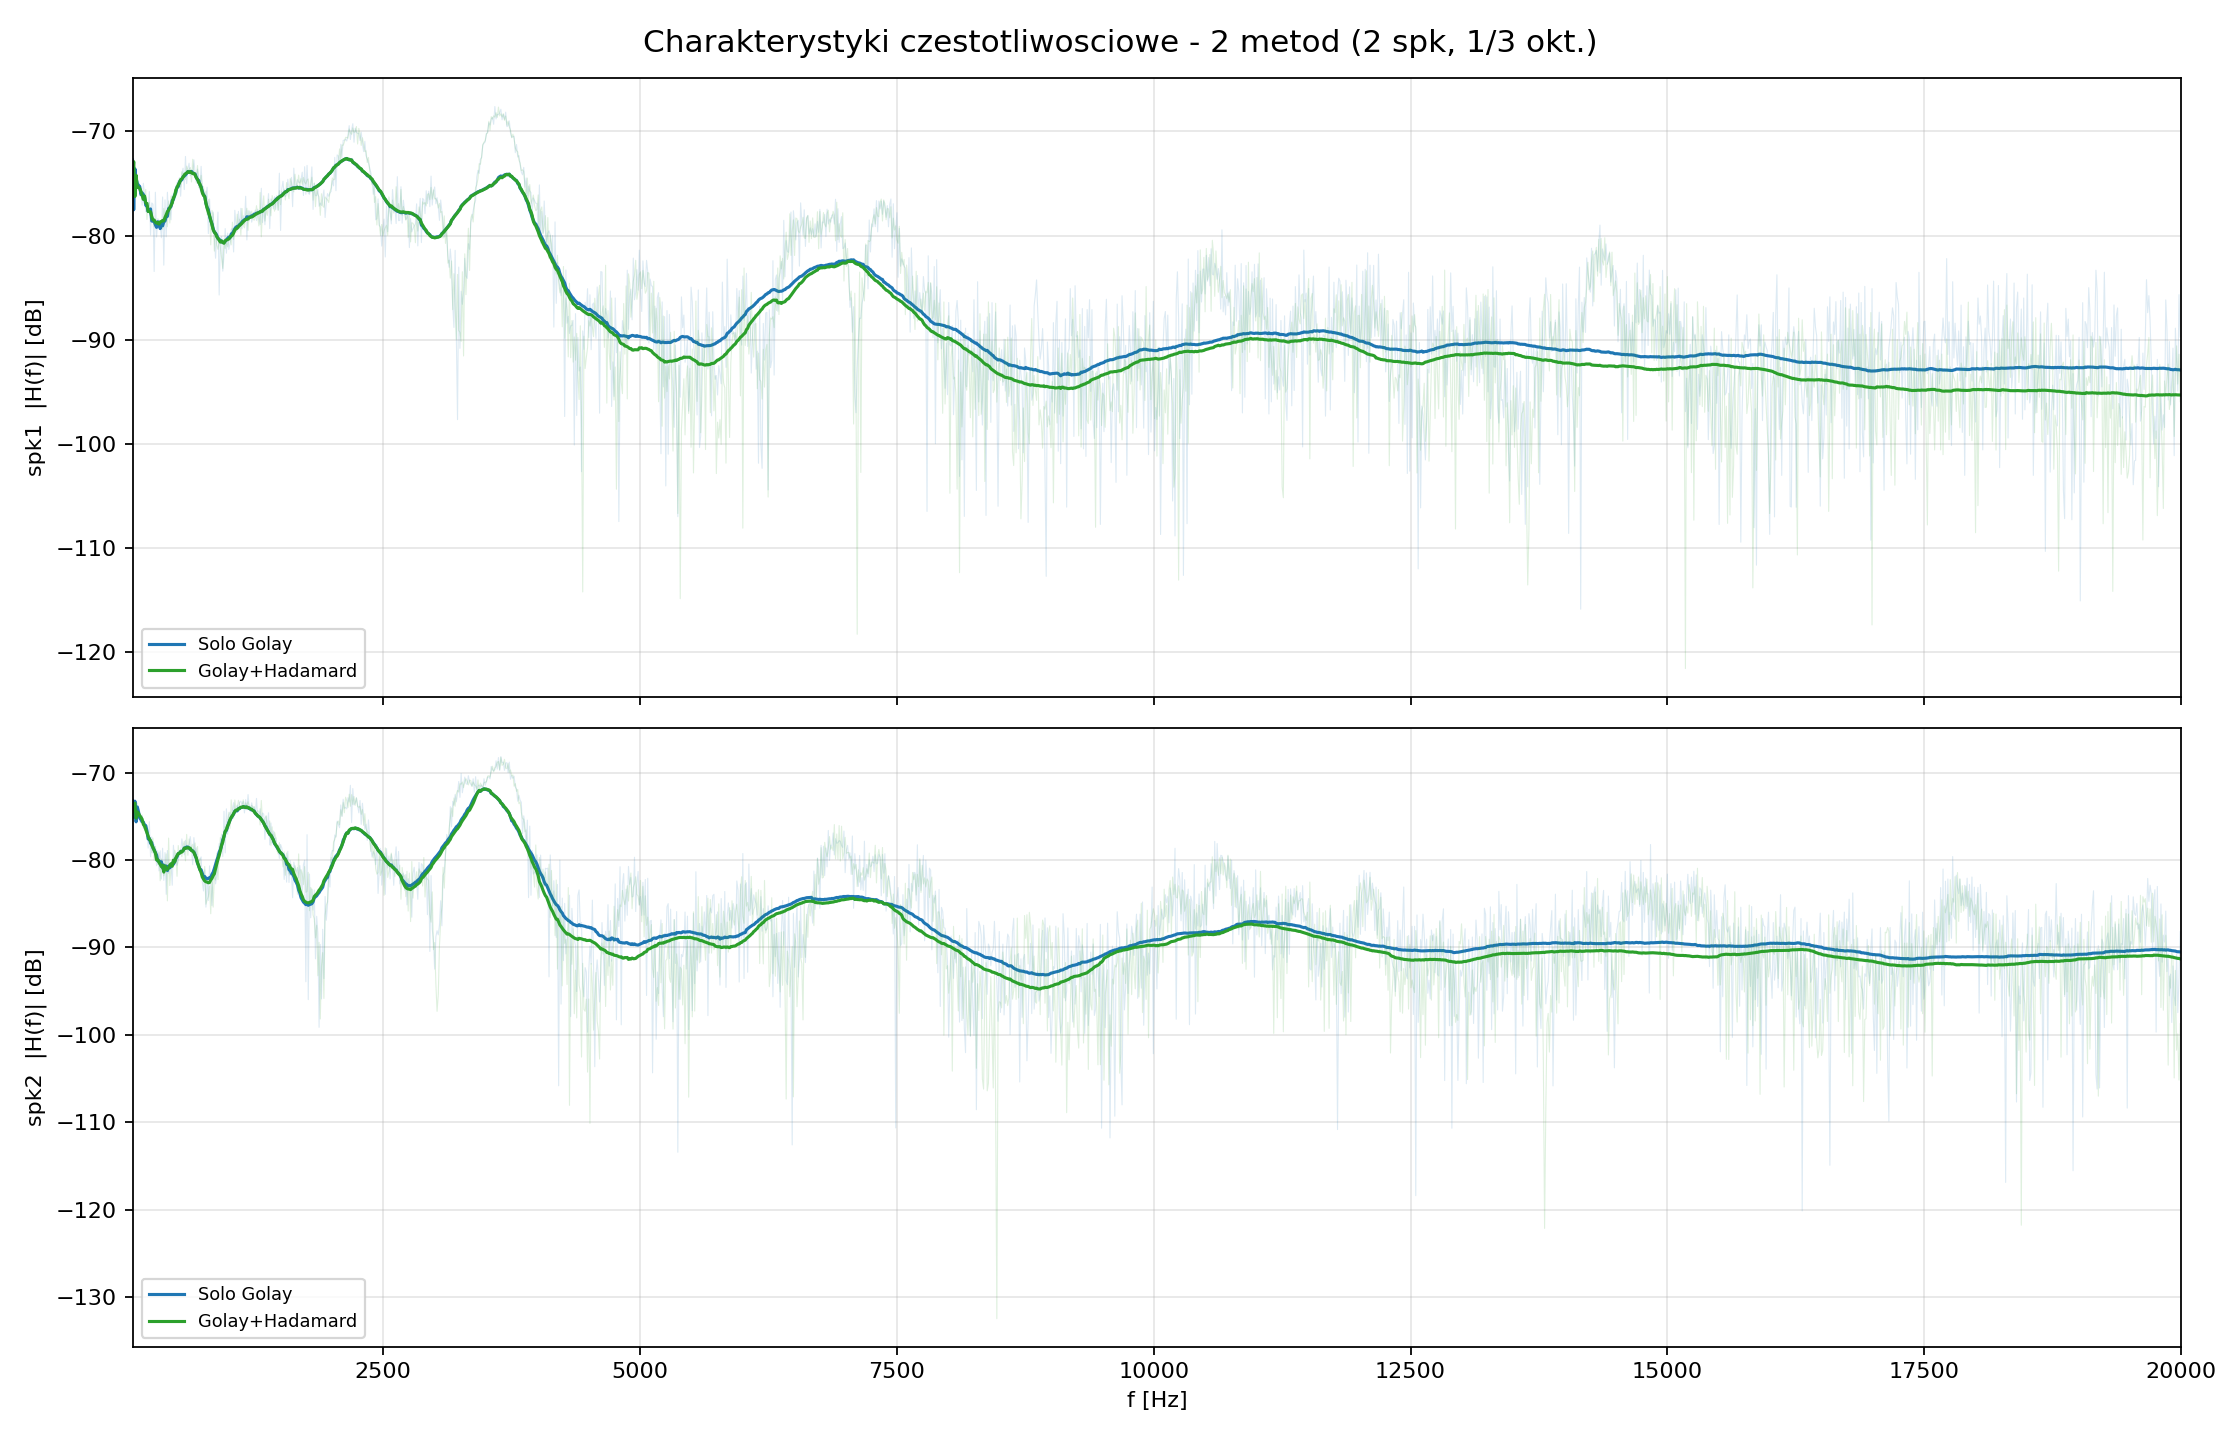 Charakterystyki czestotliwosciowe - 2 metod (2 spk, 1/3 okt.)
spk1 |H(f)| [dB]
−70
−80
−90
−100
−110
−120
Solo Golay
Golay+Hadamard
spk2 |H(f)| [dB]
−70
−80
−90
−100
−110
−120
−130
Solo Golay
Golay+Hadamard
2500 5000 7500 10000 12500 15000 17500 20000
f [Hz]